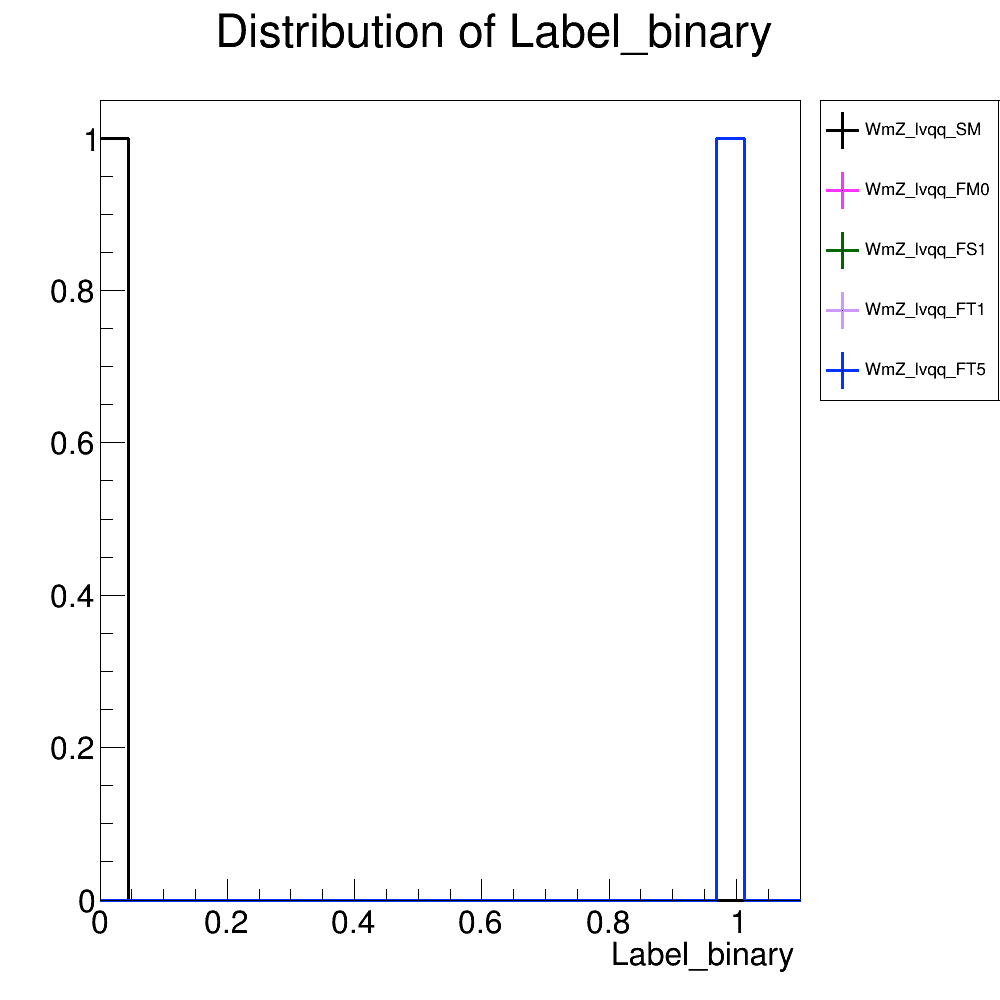 Distribution of Label_binary
1
0.8
0.6
0.4
0.2
0
0 0.2 0.4 0.6 0.8 1
Label_binary
WmZ_lvqq_SM
WmZ_lvqq_FM0
WmZ_lvqq_FS1
WmZ_lvqq_FT1
WmZ_lvqq_FT5